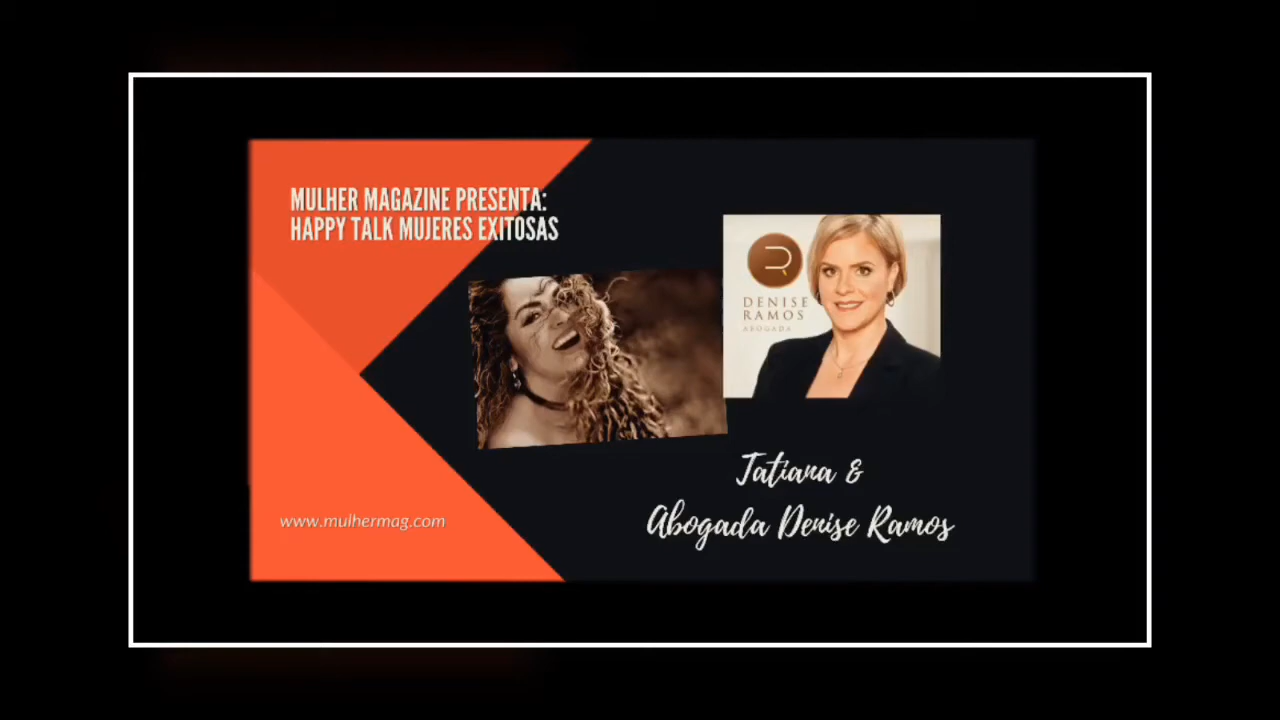 MULHER MAGAZINE PRESENTA:
HAPPY TALK MUJERES EXITOSAS
DENISE
RAMOS
ABOGADA
Tatiana &
Abogada Denise Ramos
www.mulhermag.com